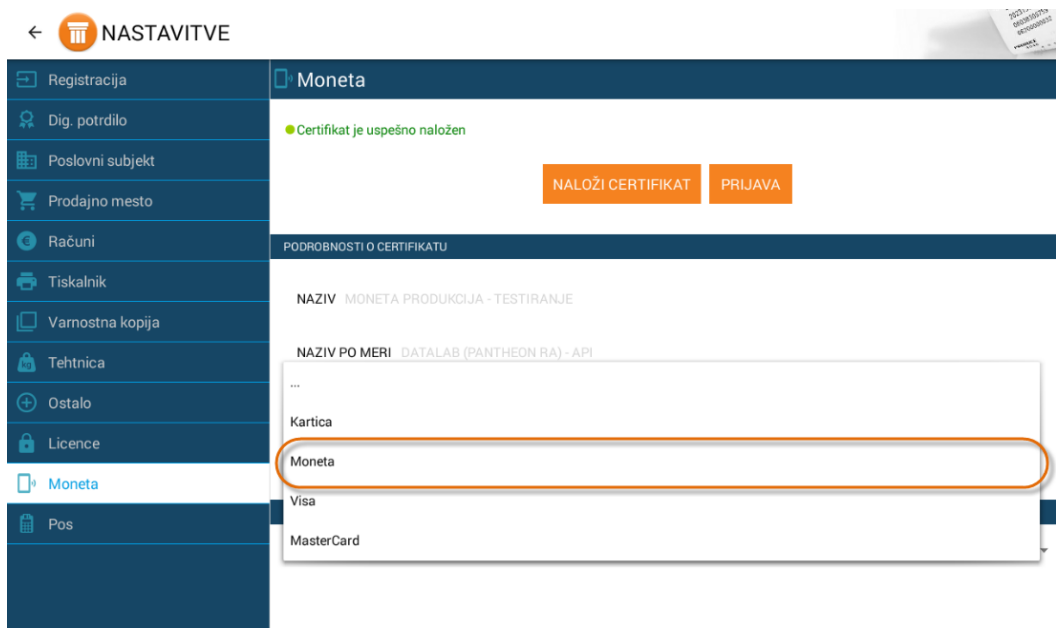 NASTAVITVE
Registracija
Dig. potrdilo
Poslovni subjekt
Prodajno mesto
Računi
Tiskalnik
Varnostna kopija
kg
Tehtnica
Ostalo
Licence
Moneta
Pos
Moneta
Certifikat je uspešno naložen
NALOŽI CERTIFIKAT PRIJAVA
PODROBNOSTI O CERTIFIKATU
NAZIV MONETA PRODUKCIJA - TESTIRANJE
NAZIV PO MERI DATALAB (PANTHEON RA) - API
...
Kartica
Moneta
Visa
MasterCard